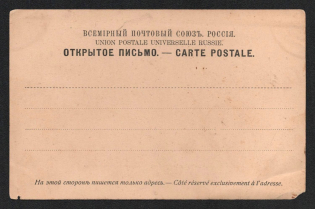 ВСЕМІРНЫЙ ПОЧТОВЫЙ СОЮЗЪ. РОССІЯ.
UNION POSTALE UNIVERSELLE RUSSIE.
ОТКРЫТОЕ ПИСЬМО. — CARTE POSTALE.
На этой сторонѣ пишется только адресъ. — Côté réservé exclusivement à l'adresse.